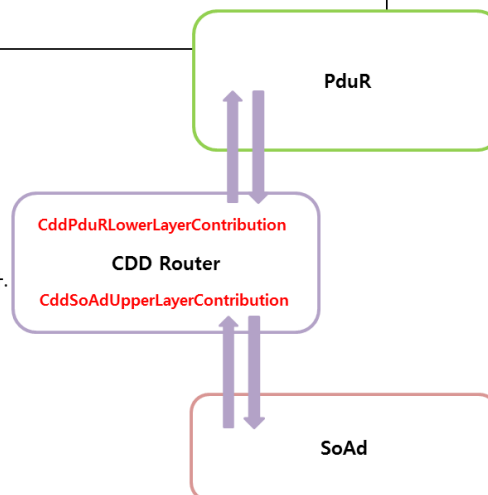 PduR
CddPduRLowerLayerContribution
CDD Router
r.
CddSoAdUpperLayerContribution
SoAd